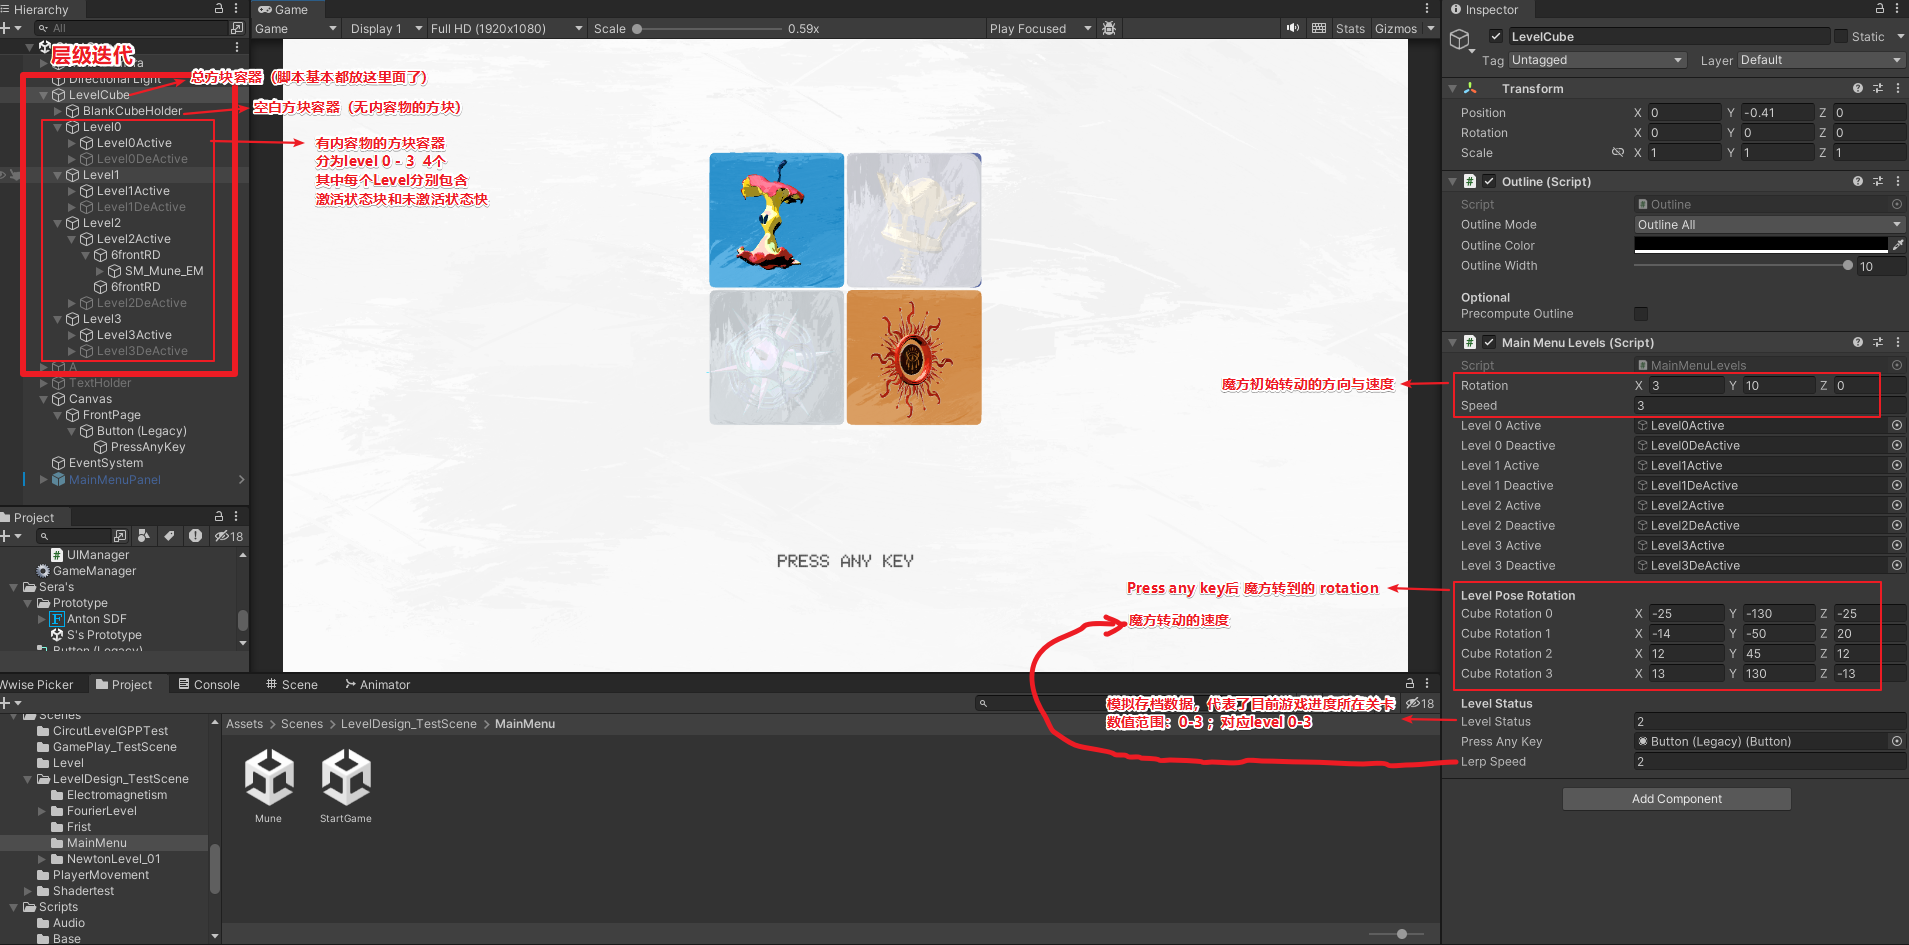 Hierarchy
All
层级迭代
Directional Light
LevelCube
BlankCubeHolder
Level0
Level0Active
Level0DeActive
Level1
Level1Active
Level1DeActive
Level2
Level2Active
6frontRD
SM_Mune_EM
6frontRD
Level2DeActive
Level3
Level3Active
Level3DeActive
A
TextHolder
Canvas
FrontPage
Button (Legacy)
PressAnyKey
EventSystem
MainMenuPanel
总方块容器（脚本基本都放这里面了）
空白方块容器（无内容物的方块）
有内容物的方块容器
分为level 0 - 3 4个
其中每个Level分别包含
激活状态块和未激活状态快
Project
18
UIManager
GameManager
Sera's
Prototype
Anton SDF
S's Prototype
Button (Legacy)
Game
Game Display 1 Full HD (1920x1080) Scale 0.59x Play Focused Stats Gizmos
PRESS ANY KEY
魔方初始转动的方向与速度
Press any key后 魔方转到的 rotation
魔方转动的速度
模拟存档数据，代表了目前游戏进度所在关卡
数值范围：0-3 ；对应level 0-3
Wwise Picker Project Console Scene Animator
18
Scenes
CircutLevelGPPTest
GamePlay_TestScene
Level
LevelDesign_TestScene
Electromagnetism
FourierLevel
Frist
MainMenu
NewtonLevel_01
PlayerMovement
Shadertest
Scripts
Audio
Base
Assets > Scenes > LevelDesign_TestScene > MainMenu
Mune
StartGame
Inspector
LevelCube Static
Tag Untagged Layer Default
Transform
Position X 0 Y -0.41 Z 0
Rotation X 0 Y 0 Z 0
Scale X 1 Y 1 Z 1
# Outline (Script)
Script Outline
Outline Mode Outline All
Outline Color
Outline Width 10
Optional
Precompute Outline
# Main Menu Levels (Script)
Script MainMenuLevels
Rotation X 3 Y 10 Z 0
Speed 3
Level 0 Active Level0Active
Level 0 Deactive Level0DeActive
Level 1 Active Level1Active
Level 1 Deactive Level1DeActive
Level 2 Active Level2Active
Level 2 Deactive Level2DeActive
Level 3 Active Level3Active
Level 3 Deactive Level3DeActive
Level Pose Rotation
Cube Rotation 0 X -25 Y -130 Z -25
Cube Rotation 1 X -14 Y -50 Z 20
Cube Rotation 2 X 12 Y 45 Z 12
Cube Rotation 3 X 13 Y 130 Z -13
Level Status
Level Status 2
Press Any Key Button (Legacy) (Button)
Lerp Speed 2
Add Component